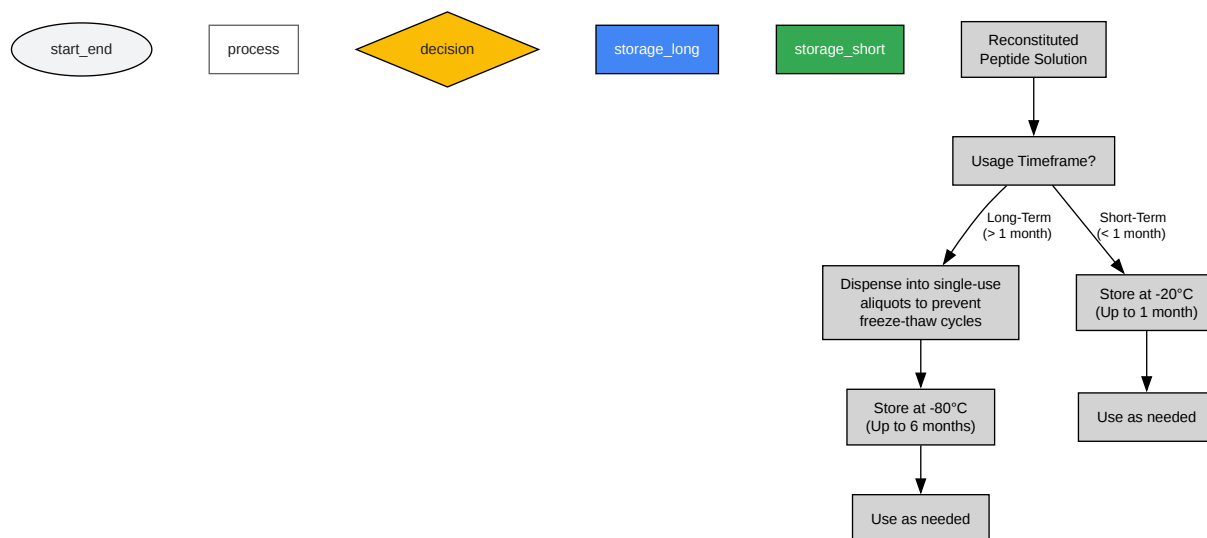 start_end
process
decision
storage_long
storage_short
Reconstituted
Peptide Solution
Usage Timeframe?
Long-Term
(> 1 month)
Short-Term
(< 1 month)
Dispense into single-use
aliquots to prevent
freeze-thaw cycles
Store at -20°C
(Up to 1 month)
Store at -80°C
(Up to 6 months)
Use as needed
Use as needed